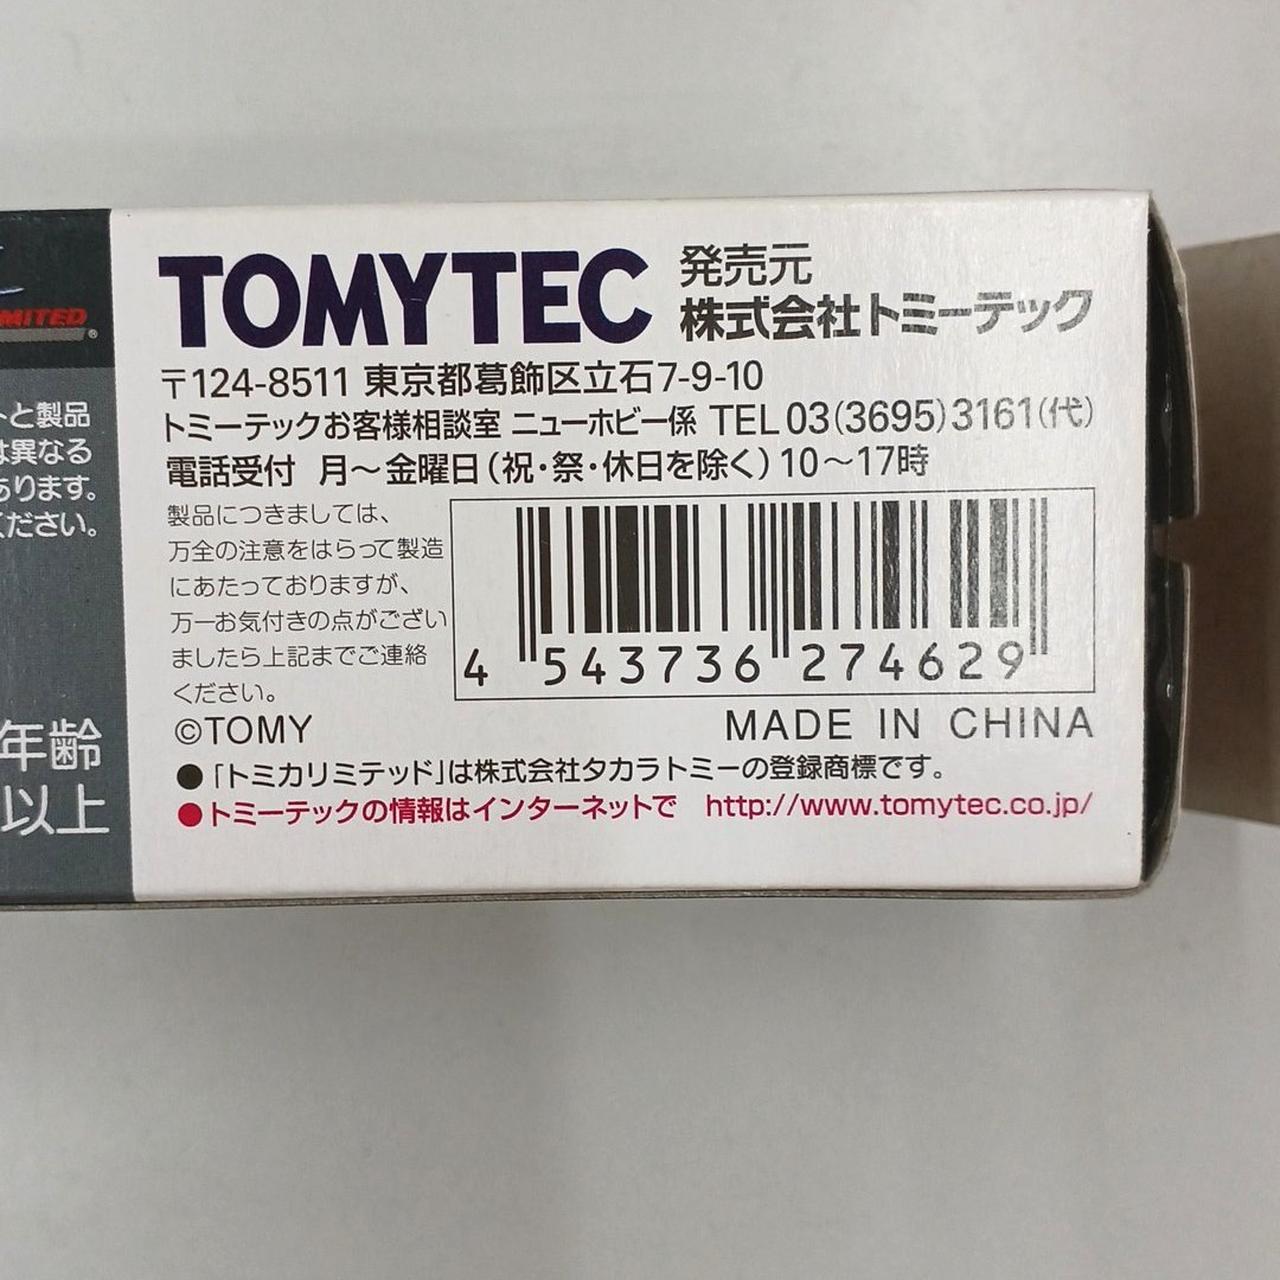 TOMYTEC
発売元
株式会社トミーテック
〒124-8511 東京都葛飾区立石7-9-10
トミーテックお客様相談室 ニューホビー係 TEL 03(3695)3161(代)
電話受付 月～金曜日(祝・祭・休日を除く)10～17時
製品につきましては、
万全の注意をはらって製造
にあたっておりますが、
万一お気付きの点がござい
ましたら上記までご連絡
ください。
4 543736 274629
©TOMY
MADE IN CHINA
●「トミカリミテッド」は株式会社タカラトミーの登録商標です。
●トミーテックの情報はインターネットで http://www.tomytec.co.jp/
MITED®
と製品
は異なる
あります。
ください。
年齢
以上